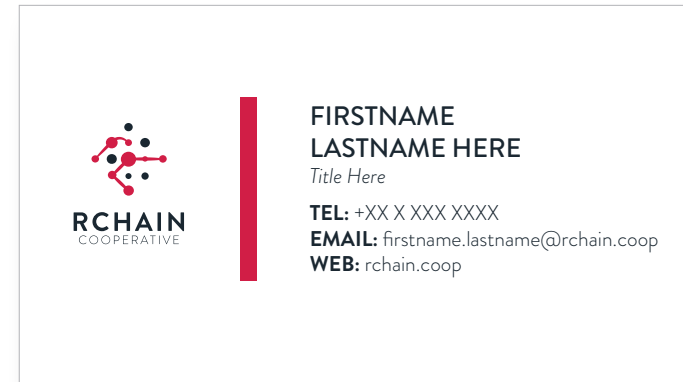 RCHAIN
COOPERATIVE
FIRSTNAME
LASTNAME HERE
Title Here
TEL: +XX X XXX XXXX
EMAIL: firstname.lastname@rchain.coop
WEB: rchain.coop